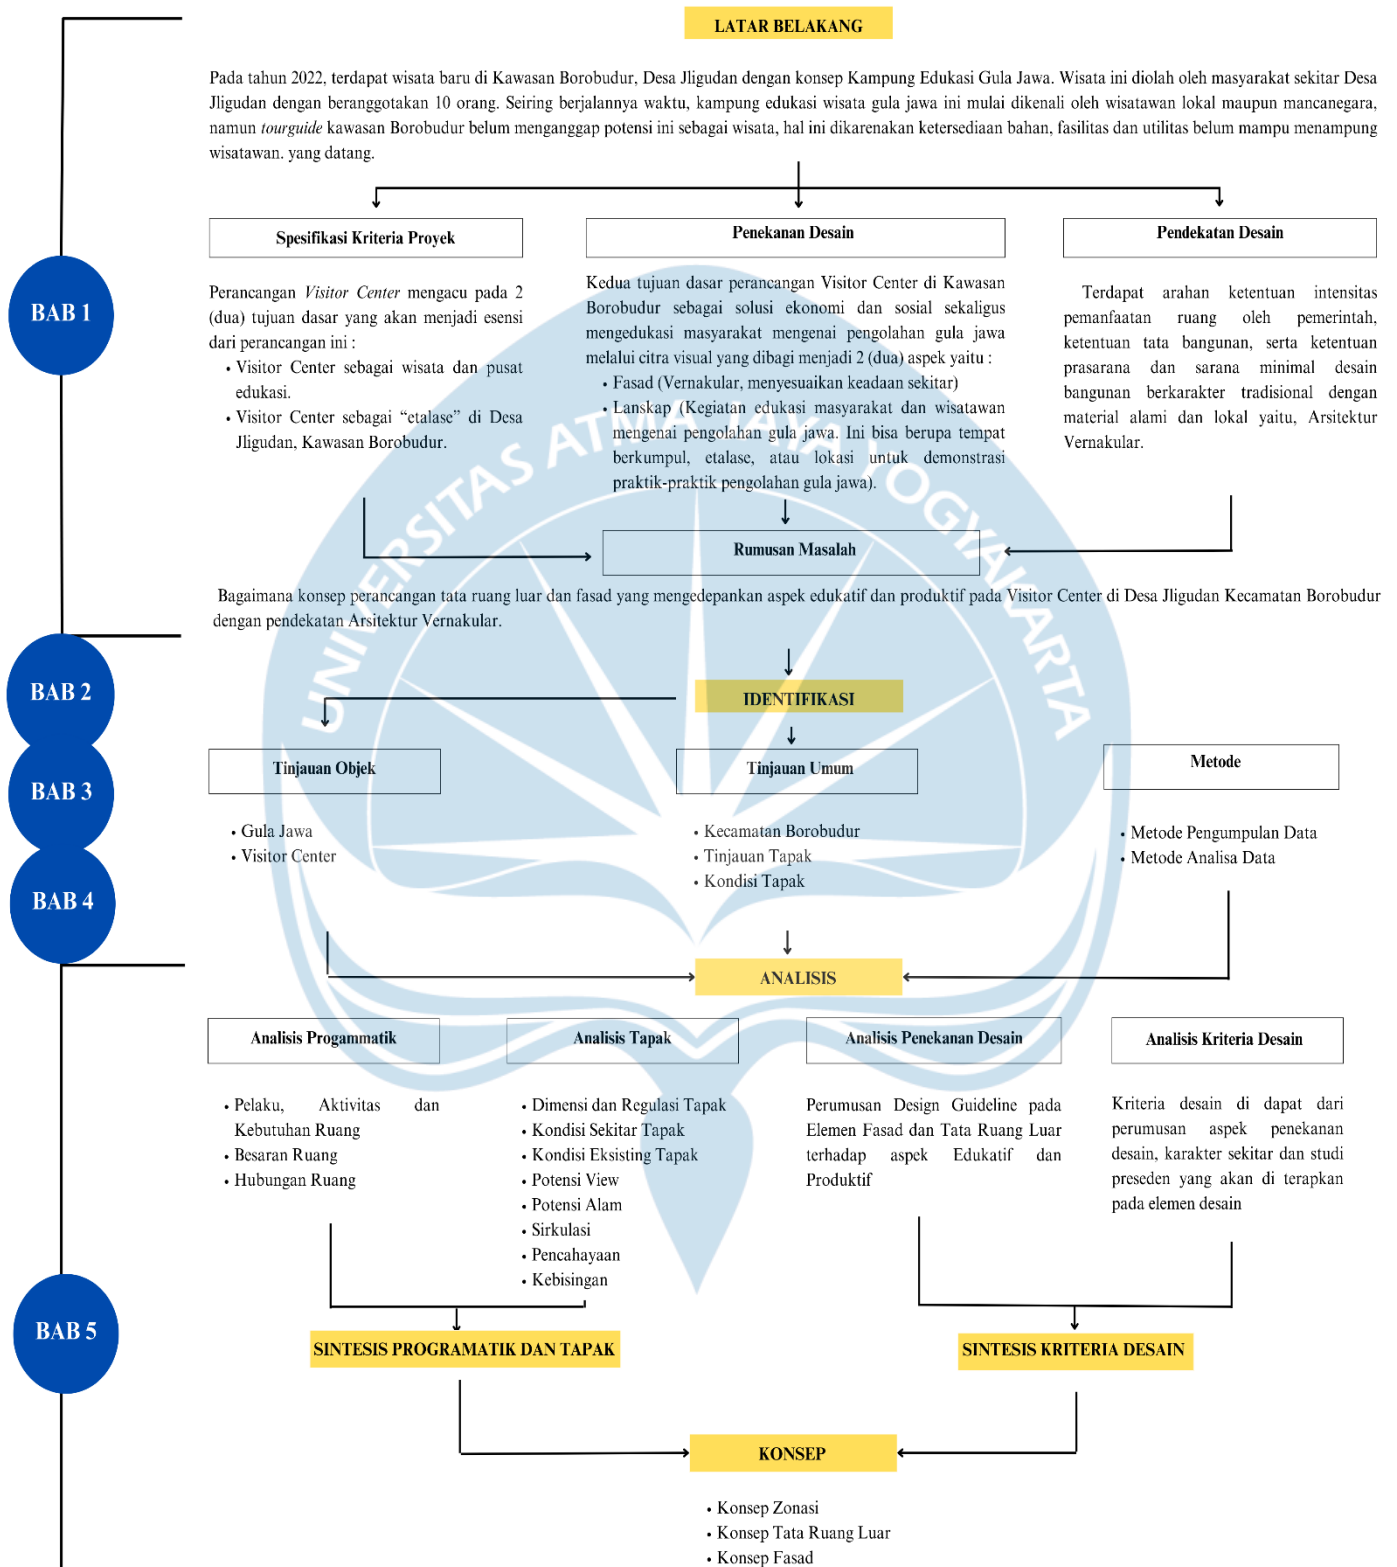 LATAR BELAKANG
Pada tahun 2022, terdapat wisata baru di Kawasan Borobudur, Desa Jligudan dengan konsep Kampung Edukasi Gula Jawa. Wisata ini diolah oleh masyarakat sekitar Desa
Jligudan dengan beranggotakan 10 orang. Seiring berjalannya waktu, kampung edukasi wisata gula jawa ini mulai dikenali oleh wisatawan lokal maupun mancanegara,
namun tourguide kawasan Borobudur belum menganggap potensi ini sebagai wisata, hal ini dikarenakan ketersediaan bahan, fasilitas dan utilitas belum mampu menampung
wisatawan. yang datang.
BAB 1
Spesifikasi Kriteria Proyek
Perancangan Visitor Center mengacu pada 2
(dua) tujuan dasar yang akan menjadi esensi
dari perancangan ini :
• Visitor Center sebagai wisata dan pusat
edukasi.
• Visitor Center sebagai “etalase” di Desa
Jligudan, Kawasan Borobudur.
Penekanan Desain
Kedua tujuan dasar perancangan Visitor Center di Kawasan
Borobudur sebagai solusi ekonomi dan sosial sekaligus
mengedukasi masyarakat mengenai pengolahan gula jawa
melalui citra visual yang dibagi menjadi 2 (dua) aspek yaitu :
• Fasad (Vernakular, menyesuaikan keadaan sekitar)
• Lanskap (Kegiatan edukasi masyarakat dan wisatawan
mengenai pengolahan gula jawa. Ini bisa berupa tempat
berkumpul, etalase, atau lokasi untuk demonstrasi
praktik-praktik pengolahan gula jawa).
Pendekatan Desain
Terdapat arahan ketentuan intensitas
pemanfaatan ruang oleh pemerintah,
ketentuan tata bangunan, serta ketentuan
prasarana dan sarana minimal desain
bangunan berkarakter tradisional dengan
material alami dan lokal yaitu, Arsitektur
Vernakular.
Rumusan Masalah
Bagaimana konsep perancangan tata ruang luar dan fasad yang mengedepankan aspek edukatif dan produktif pada Visitor Center di Desa Jligudan Kecamatan Borobudur
dengan pendekatan Arsitektur Vernakular.
UNIVERSITAS ATMA JAYA YOGYAKARTA
BAB 2
BAB 3
BAB 4
IDENTIFIKASI
Tinjauan Objek
• Gula Jawa
• Visitor Center
Tinjauan Umum
• Kecamatan Borobudur
• Tinjauan Tapak
• Kondisi Tapak
Metode
• Metode Pengumpulan Data
• Metode Analisa Data
ANALISIS
BAB 5
Analisis Progammatik
• Pelaku, Aktivitas dan
Kebutuhan Ruang
• Besaran Ruang
• Hubungan Ruang
Analisis Tapak
• Dimensi dan Regulasi Tapak
• Kondisi Sekitar Tapak
• Kondisi Eksisting Tapak
• Potensi View
• Potensi Alam
• Sirkulasi
• Pencahayaan
• Kebisingan
Analisis Penekanan Desain
Perumusan Design Guideline pada
Elemen Fasad dan Tata Ruang Luar
terhadap aspek Edukatif dan
Produktif
Analisis Kriteria Desain
Kriteria desain di dapat dari
perumusan aspek penekanan
desain, karakter sekitar dan studi
preseden yang akan di terapkan
pada elemen desain
SINTESIS PROGRAMATIK DAN TAPAK
SINTESIS KRITERIA DESAIN
KONSEP
• Konsep Zonasi
• Konsep Tata Ruang Luar
• Konsep Fasad